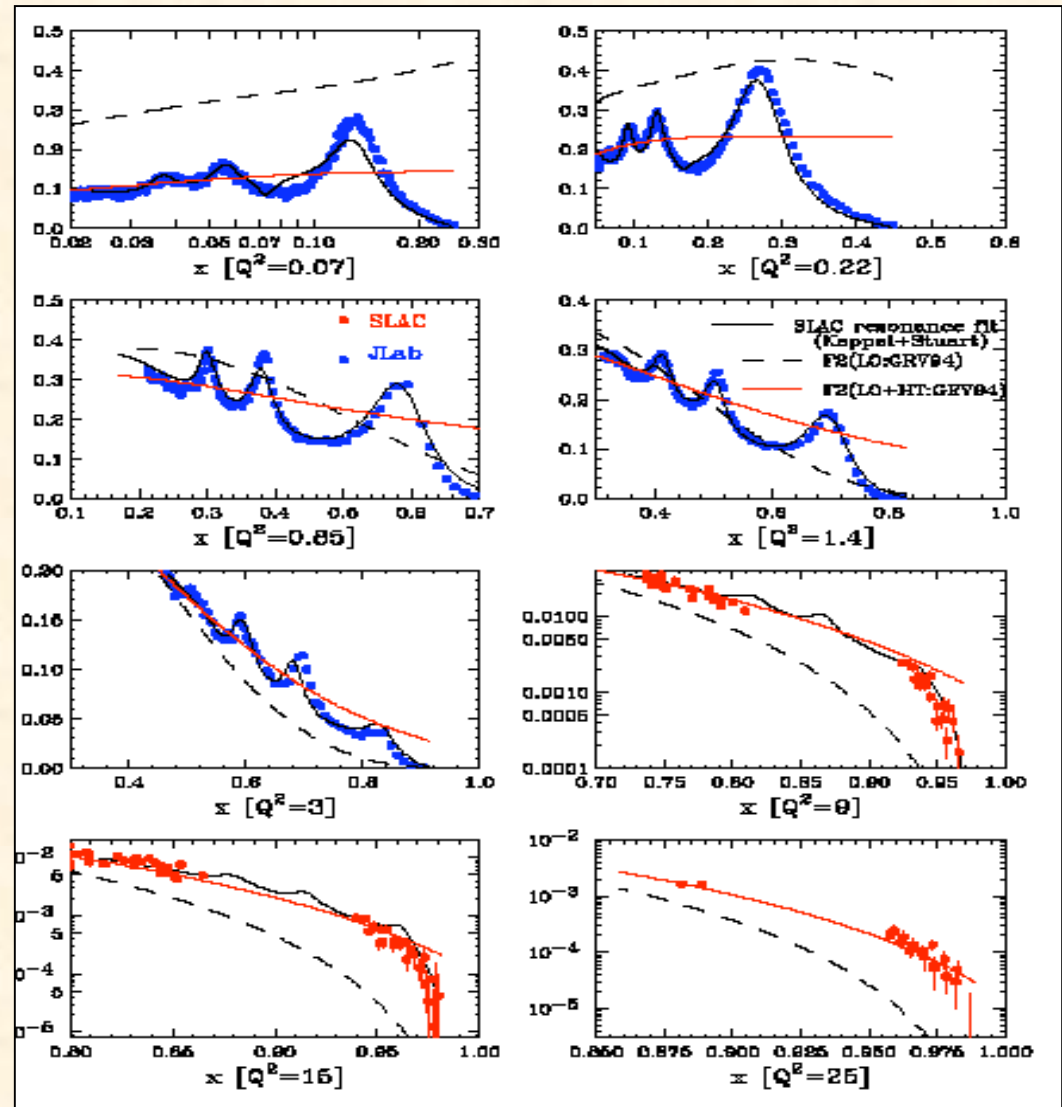 0.5 0.5
0.4 0.4
0.3 0.3
0.2 0.2
0.1 0.1
0.0 0.0
0.02 0.03 0.05 0.07 0.10 0.20 0.30 0.1 0.2 0.3 0.4 0.5
x [Q²=0.07] x [Q²=0.22]
0.5 0.4
SLAC SLAC resonance fit
JLab (Keppel+Stuart)
0.4 F2(LO:GRV94)
0.3 0.3
F2(LO+HT:GRV94)
0.2 0.2
0.1 0.1
0.0 0.0
0.1 0.2 0.3 0.4 0.5 0.6 0.7 0.4 0.6 0.8 1.0
x [Q²=0.85] x [Q²=1.4]
0.20
0.15 0.0100
0.0050
0.10
0.0010
0.05 0.0005
0.00 0.0001
0.4 0.6 0.8 1.0 0.70 0.75 0.80 0.85 0.90 0.95 1.00
x [Q²=3] x [Q²=9]
0⁻² 10⁻²
5
0⁻³ 10⁻³
5
0⁻⁴ 10⁻⁴
5
0⁻⁵ 10⁻⁵
0.80 0.85 0.90 0.95 1.00 0.850 0.875 0.900 0.925 0.950 0.975 1.000
x [Q²=15] x [Q²=25]